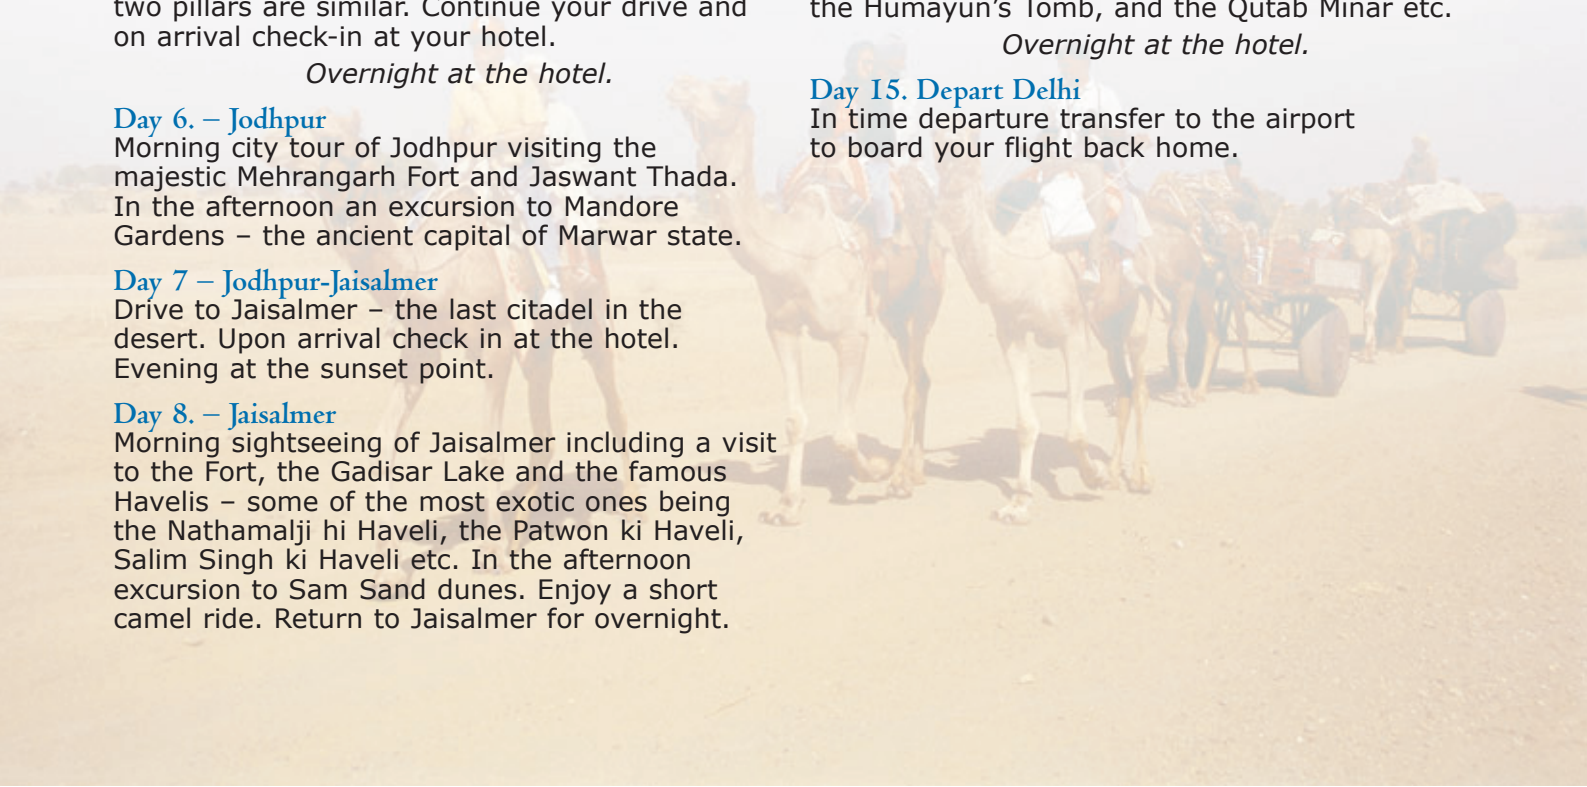 two pillars are similar. Continue your drive and
on arrival check-in at your hotel.
Overnight at the hotel.
Day 6. – Jodhpur
Morning city tour of Jodhpur visiting the
majestic Mehrangarh Fort and Jaswant Thada.
In the afternoon an excursion to Mandore
Gardens – the ancient capital of Marwar state.
Day 7 – Jodhpur-Jaisalmer
Drive to Jaisalmer – the last citadel in the
desert. Upon arrival check in at the hotel.
Evening at the sunset point.
Day 8. – Jaisalmer
Morning sightseeing of Jaisalmer including a visit
to the Fort, the Gadisar Lake and the famous
Havelis – some of the most exotic ones being
the Nathamalji hi Haveli, the Patwon ki Haveli,
Salim Singh ki Haveli etc. In the afternoon
excursion to Sam Sand dunes. Enjoy a short
camel ride. Return to Jaisalmer for overnight.
the Humayun’s Tomb, and the Qutab Minar etc.
Overnight at the hotel.
Day 15. Depart Delhi
In time departure transfer to the airport
to board your flight back home.